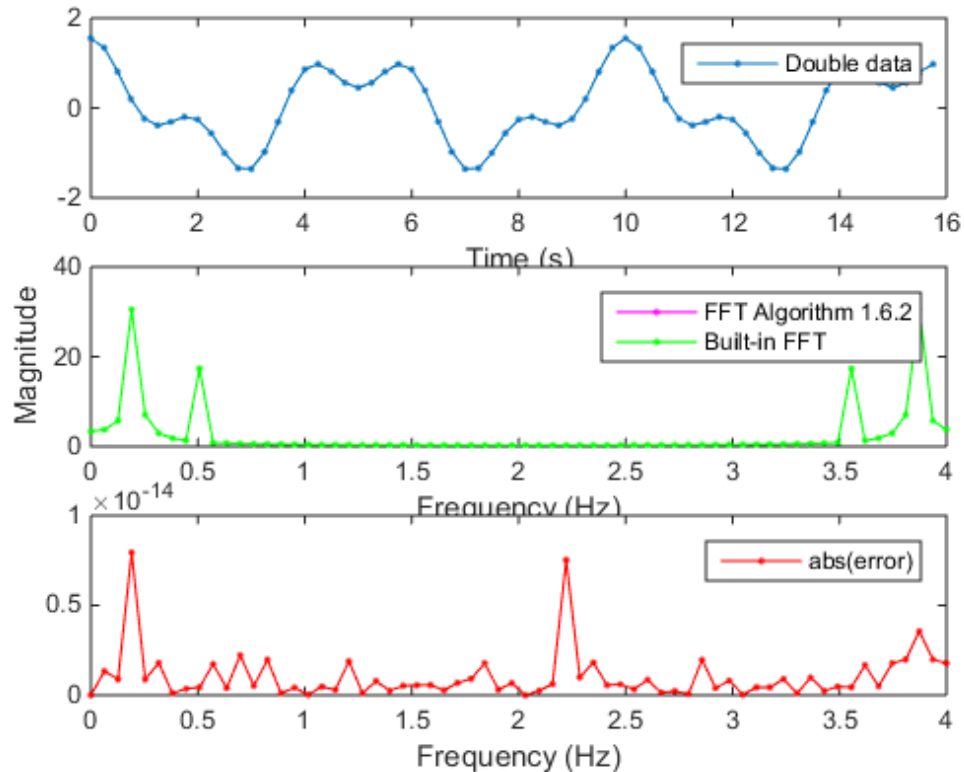 2
0
-2
Double data
0 2 4 6 8 10 12 14 16
Time (s)
Magnitude
40
20
0
FFT Algorithm 1.6.2
Built-in FFT
0 0.5 1 1.5 2 2.5 3 3.5 4
Frequency (Hz)
×10-14
1
0.5
0
abs(error)
0 0.5 1 1.5 2 2.5 3 3.5 4
Frequency (Hz)